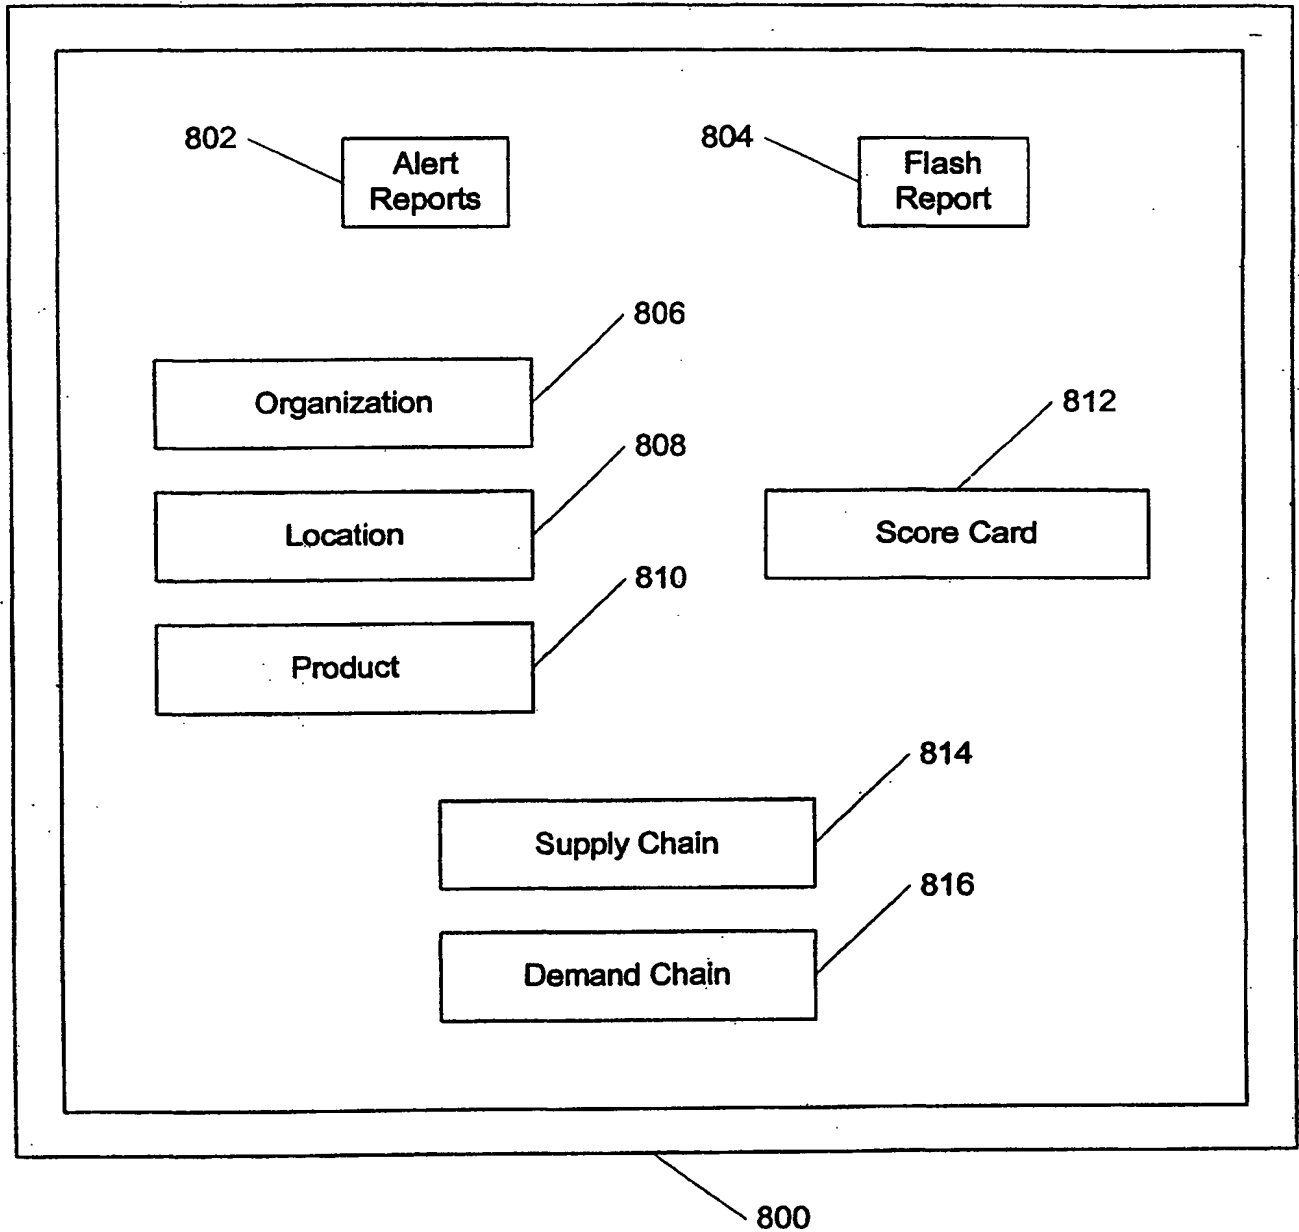 802
Alert
Reports
804
Flash
Report
806
Organization
812
808
Location
Score Card
810
Product
814
Supply Chain
816
Demand Chain
800